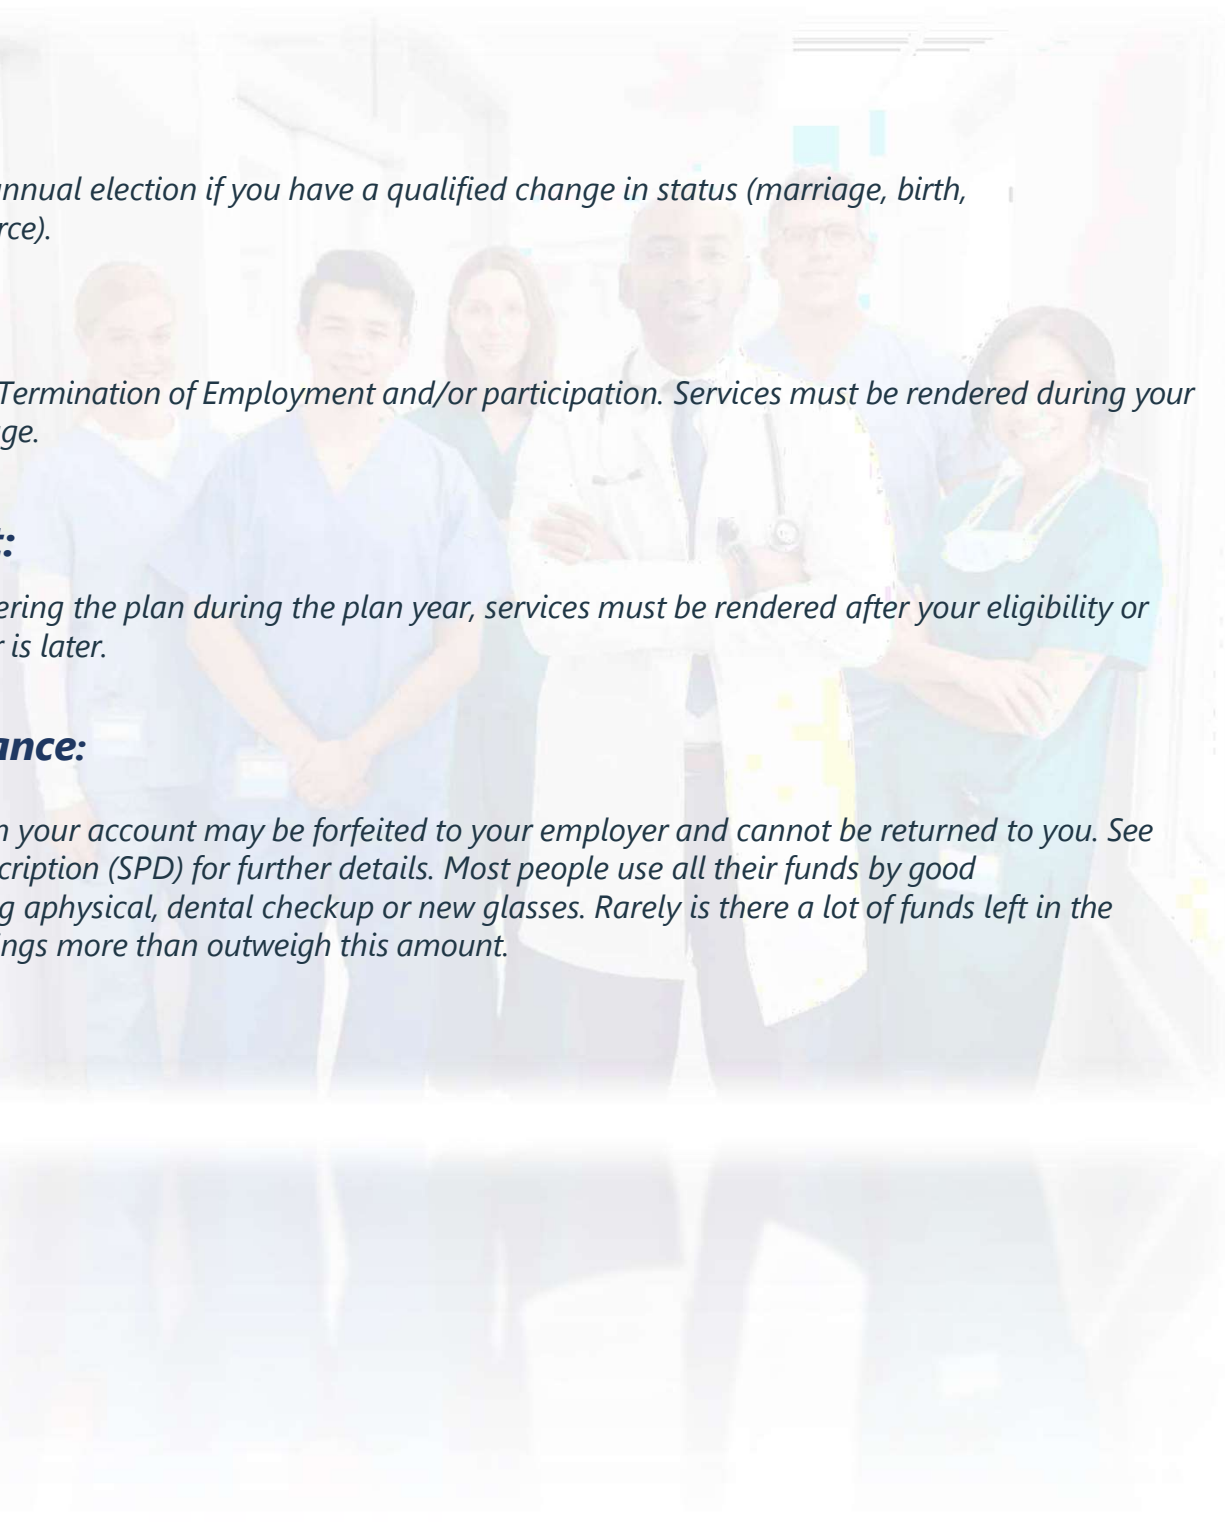 nnual election if you have a qualified change in status (marriage, birth,
rce).
Termination of Employment and/or participation. Services must be rendered during your
ge.
t:
ering the plan during the plan year, services must be rendered after your eligibility or
r is later.
ance:
n your account may be forfeited to your employer and cannot be returned to you. See
cription (SPD) for further details. Most people use all their funds by good
g aphysical, dental checkup or new glasses. Rarely is there a lot of funds left in the
ings more than outweigh this amount.